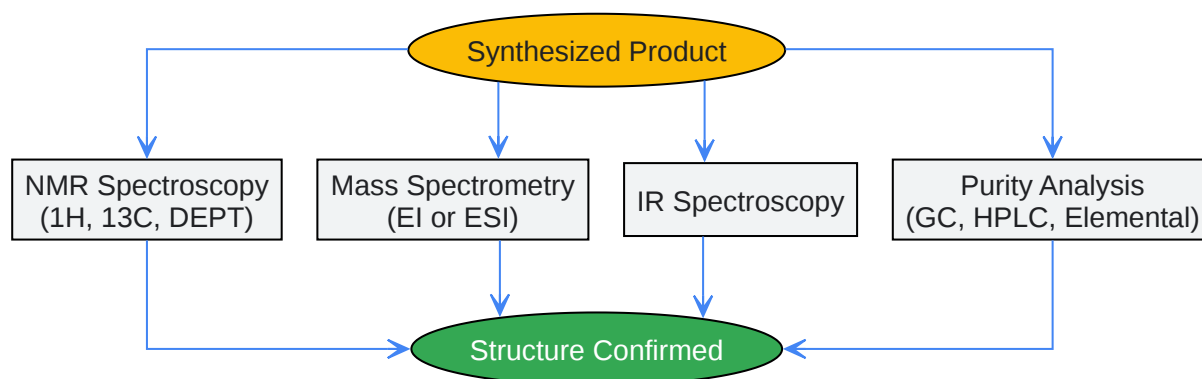 Synthesized Product
NMR Spectroscopy
(1H, 13C, DEPT)
Mass Spectrometry
(EI or ESI)
IR Spectroscopy
Purity Analysis
(GC, HPLC, Elemental)
Structure Confirmed